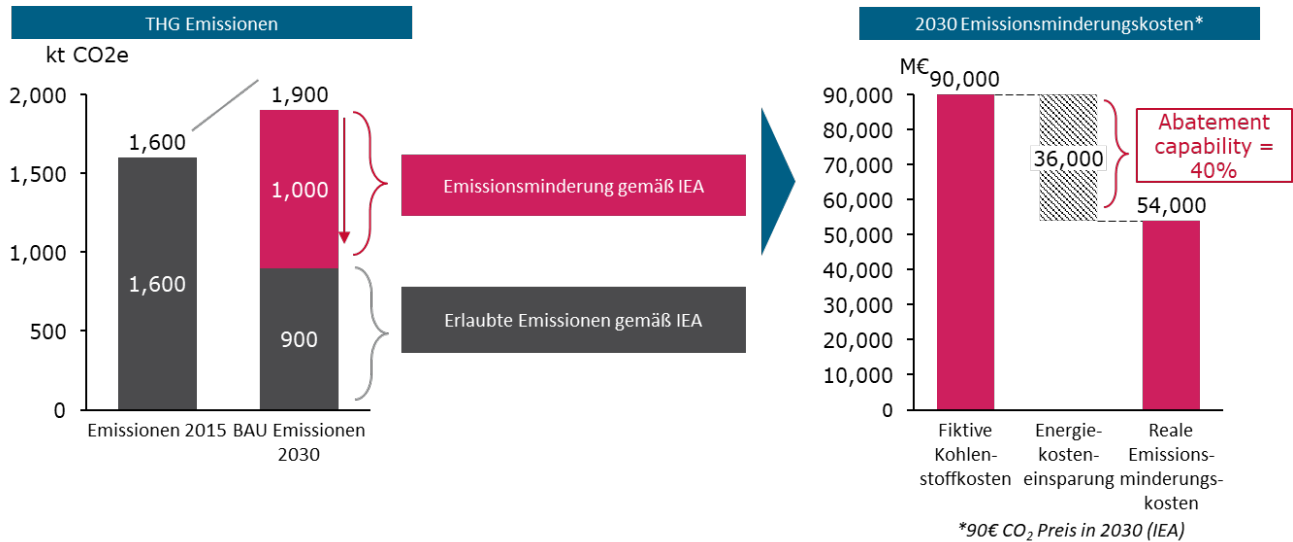 THG Emissionen
kt CO2e
2,000
1,500
1,000
500
0
1,600
1,600
1,900
1,000
900
Emissionen 2015
BAU Emissionen
2030
Emissionsminderung gemäß IEA
Erlaubte Emissionen gemäß IEA
2030 Emissionsminderungskosten*
M€
90,000
80,000
70,000
60,000
50,000
40,000
30,000
20,000
10,000
0
90,000
36,000
54,000
Abatement
capability =
40%
Fiktive
Kohlen-
stoffkosten
Energie-
kosten-
einsparung
Reale
Emissions-
minderungs-
kosten
*90€ CO₂ Preis in 2030 (IEA)